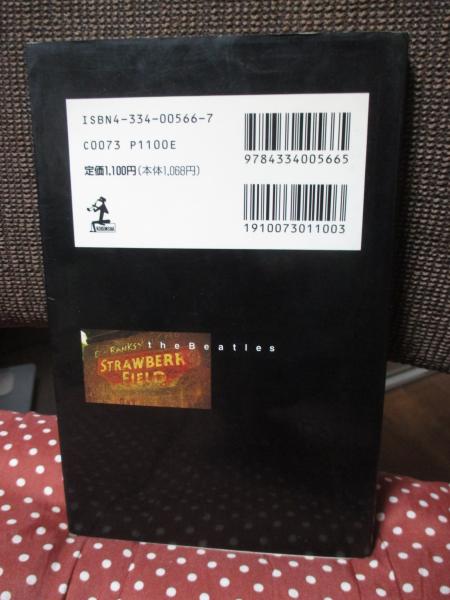 ISBN4-334-00566-7
C0073 P1100E
定価1,100円(本体1,068円)
9784334005665
1910073011003
the Beatles
RANKS
STRAWBERR
FIELD